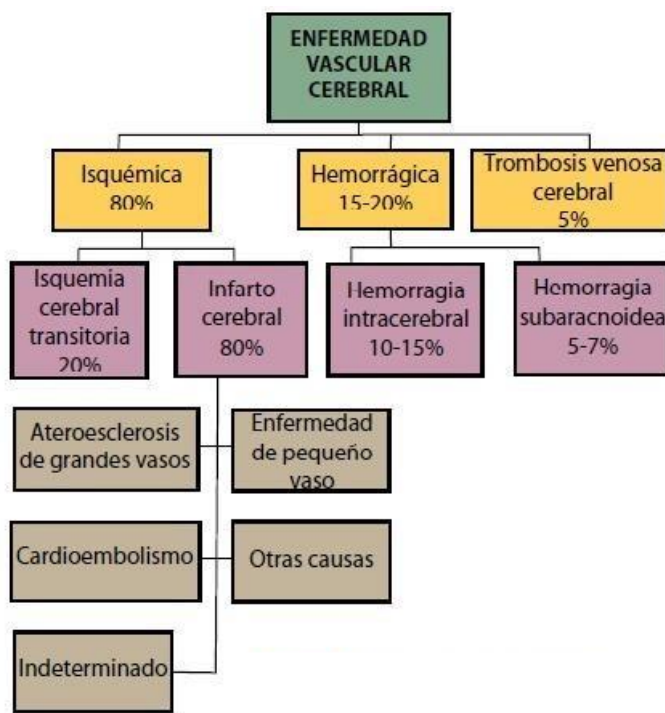 ENFERMEDAD
VASCULAR
CEREBRAL
Isquémica
80%
Hemorrágica
15-20%
Trombosis venosa
cerebral
5%
Isquemia
cerebral
transitoria
20%
Infarto
cerebral
80%
Hemorragia
intracerebral
10-15%
Hemorragia
subaracnoidea
5-7%
Ateroesclerosis
de grandes vasos
Enfermedad
de pequeño
vaso
Cardioembolismo
Otras causas
Indeterminado